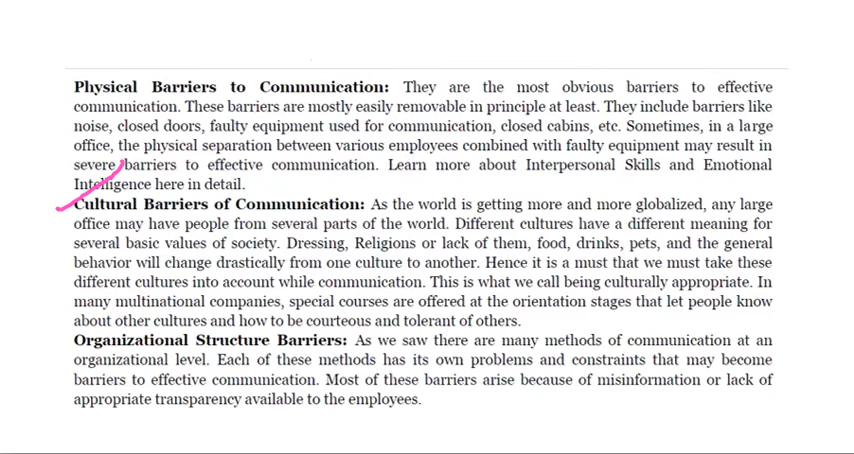 Physical Barriers to Communication: They are the most obvious barriers to effective
communication. These barriers are mostly easily removable in principle at least. They include barriers like
noise, closed doors, faulty equipment used for communication, closed cabins, etc. Sometimes, in a large
office, the physical separation between various employees combined with faulty equipment may result in
severe barriers to effective communication. Learn more about Interpersonal Skills and Emotional
Intelligence here in detail.
Cultural Barriers of Communication: As the world is getting more and more globalized, any large
office may have people from several parts of the world. Different cultures have a different meaning for
several basic values of society. Dressing, Religions or lack of them, food, drinks, pets, and the general
behavior will change drastically from one culture to another. Hence it is a must that we must take these
different cultures into account while communication. This is what we call being culturally appropriate. In
many multinational companies, special courses are offered at the orientation stages that let people know
about other cultures and how to be courteous and tolerant of others.
Organizational Structure Barriers: As we saw there are many methods of communication at an
organizational level. Each of these methods has its own problems and constraints that may become
barriers to effective communication. Most of these barriers arise because of misinformation or lack of
appropriate transparency available to the employees.